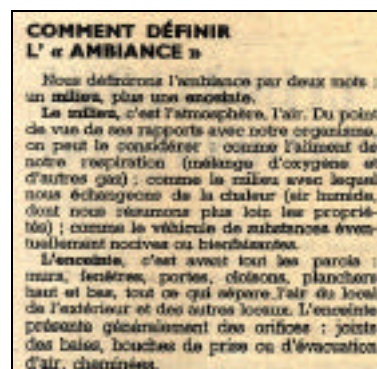 COMMENT DÉFINIR
L' « AMBIANCE »
Nous définirons l'ambiance par deux mots :
un milieu, plus une enceinte.
Le milieu, c'est l'atmosphère, l'air. Du point
de vue de ses rapports avec notre organisme,
on peut le considérer : comme l'aliment de
notre respiration (mélange d'oxygène et
d'autres gaz) ; comme le milieu avec lequel
nous échangeons de la chaleur (air humide,
dont nous résumons plus loin les proprié-
tés) ; comme le véhicule de substances éven-
tuellement nocives ou bienfaisantes.
L'enceinte, c'est avant tout les parois :
murs, fenêtres, portes, cloisons, planchers
haut et bas, tout ce qui sépare l'air du local
de l'extérieur et des autres locaux. L'enceinte
présente généralement des orifices : joints
des baies, bouches de prise ou d'évacuation
d'air, cheminées.